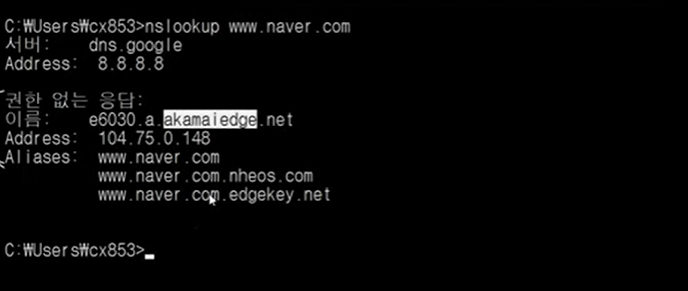 C:₩Users₩cx853>nslookup www.naver.com
서버:    dns.google
Address:  8.8.8.8
권한 없는 응답:
이름:    e6030.a.akamaiedge.net
Address:  104.75.0.148
Aliases:  www.naver.com
www.naver.com.nheos.com
www.naver.com.edgekey.net
C:₩Users₩cx853>